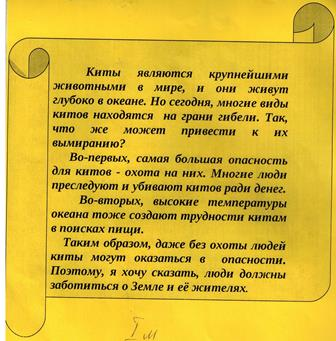 Киты являются крупнейшими
животными в мире, и они живут
глубоко в океане. Но сегодня, многие виды
китов находятся на грани гибели. Так,
что же может привести к их
вымиранию?
Во-первых, самая большая опасность
для китов - охота на них. Многие люди
преследуют и убивают китов ради денег.
Во-вторых, высокие температуры
океана тоже создают трудности китам
в поисках пищи.
Таким образом, даже без охоты людей
киты могут оказаться в опасности.
Поэтому, я хочу сказать, люди должны
заботиться о Земле и её жителях.
I м